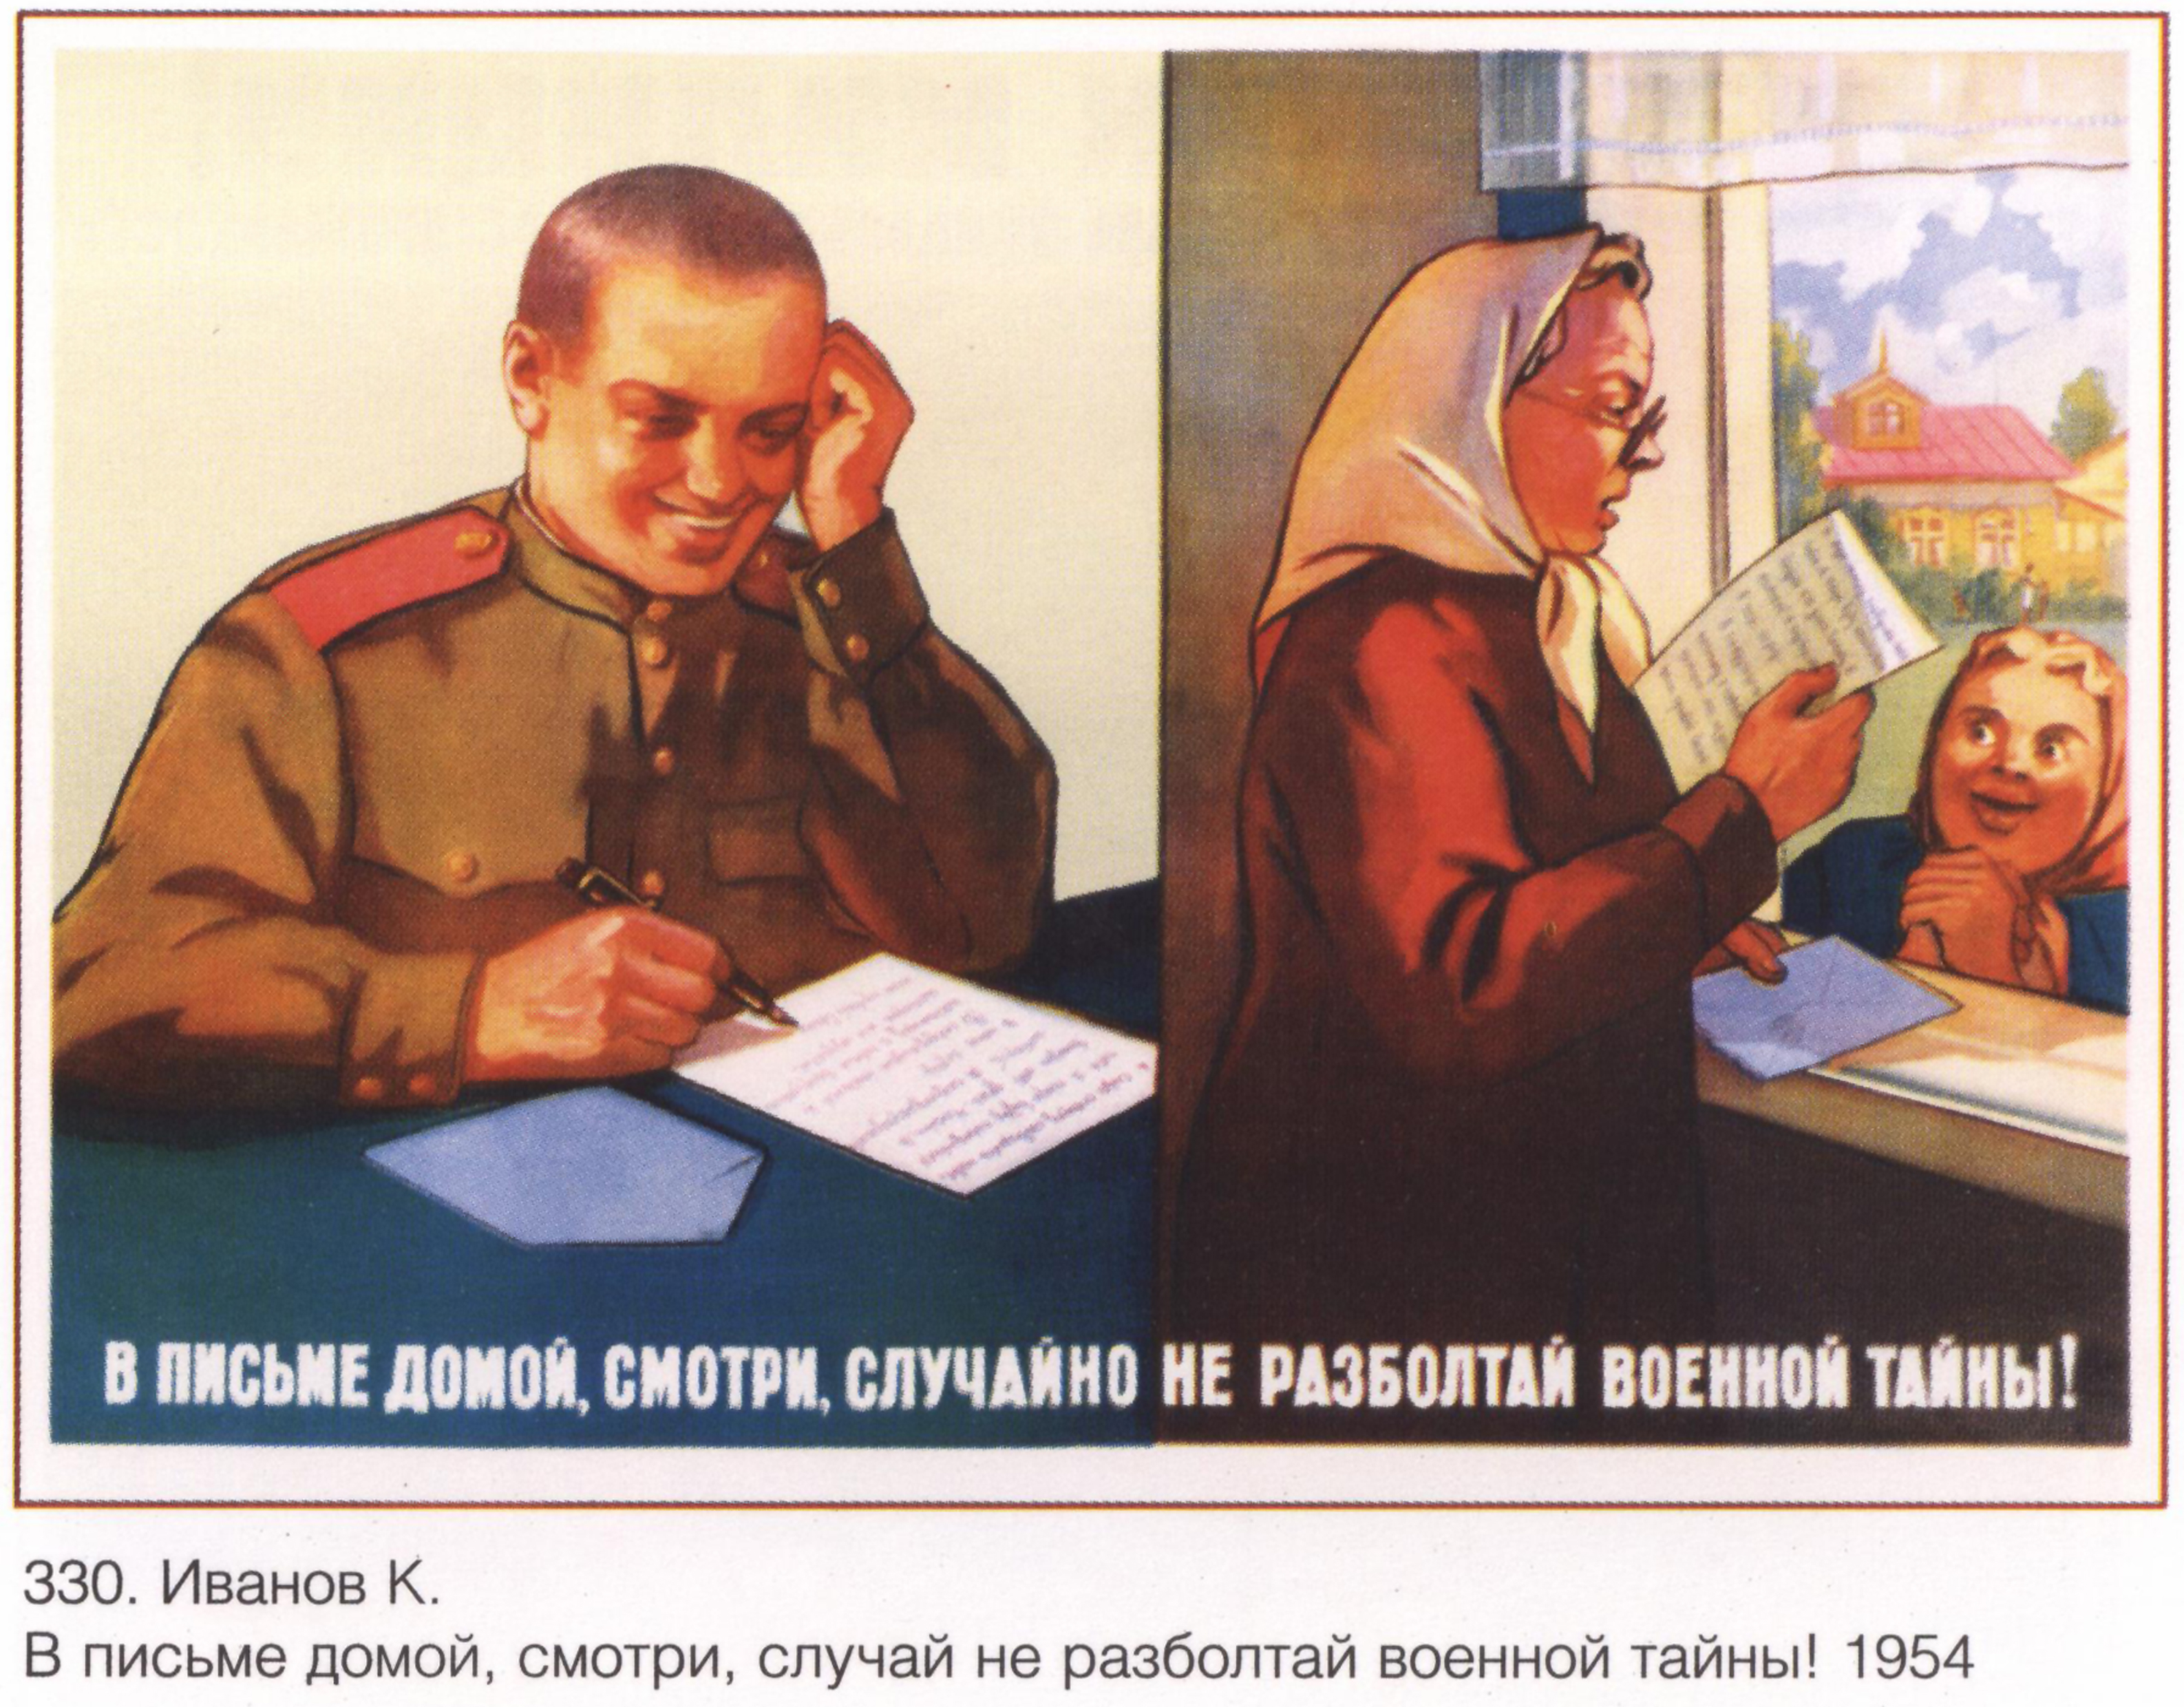 В ПИСЬМЕ ДОМОЙ, СМОТРИ, СЛУЧАЙНО НЕ РАЗБОЛТАЙ ВОЕННОЙ ТАЙНЫ!
330. Иванов К.
В письме домой, смотри, случай не разболтай военной тайны! 1954